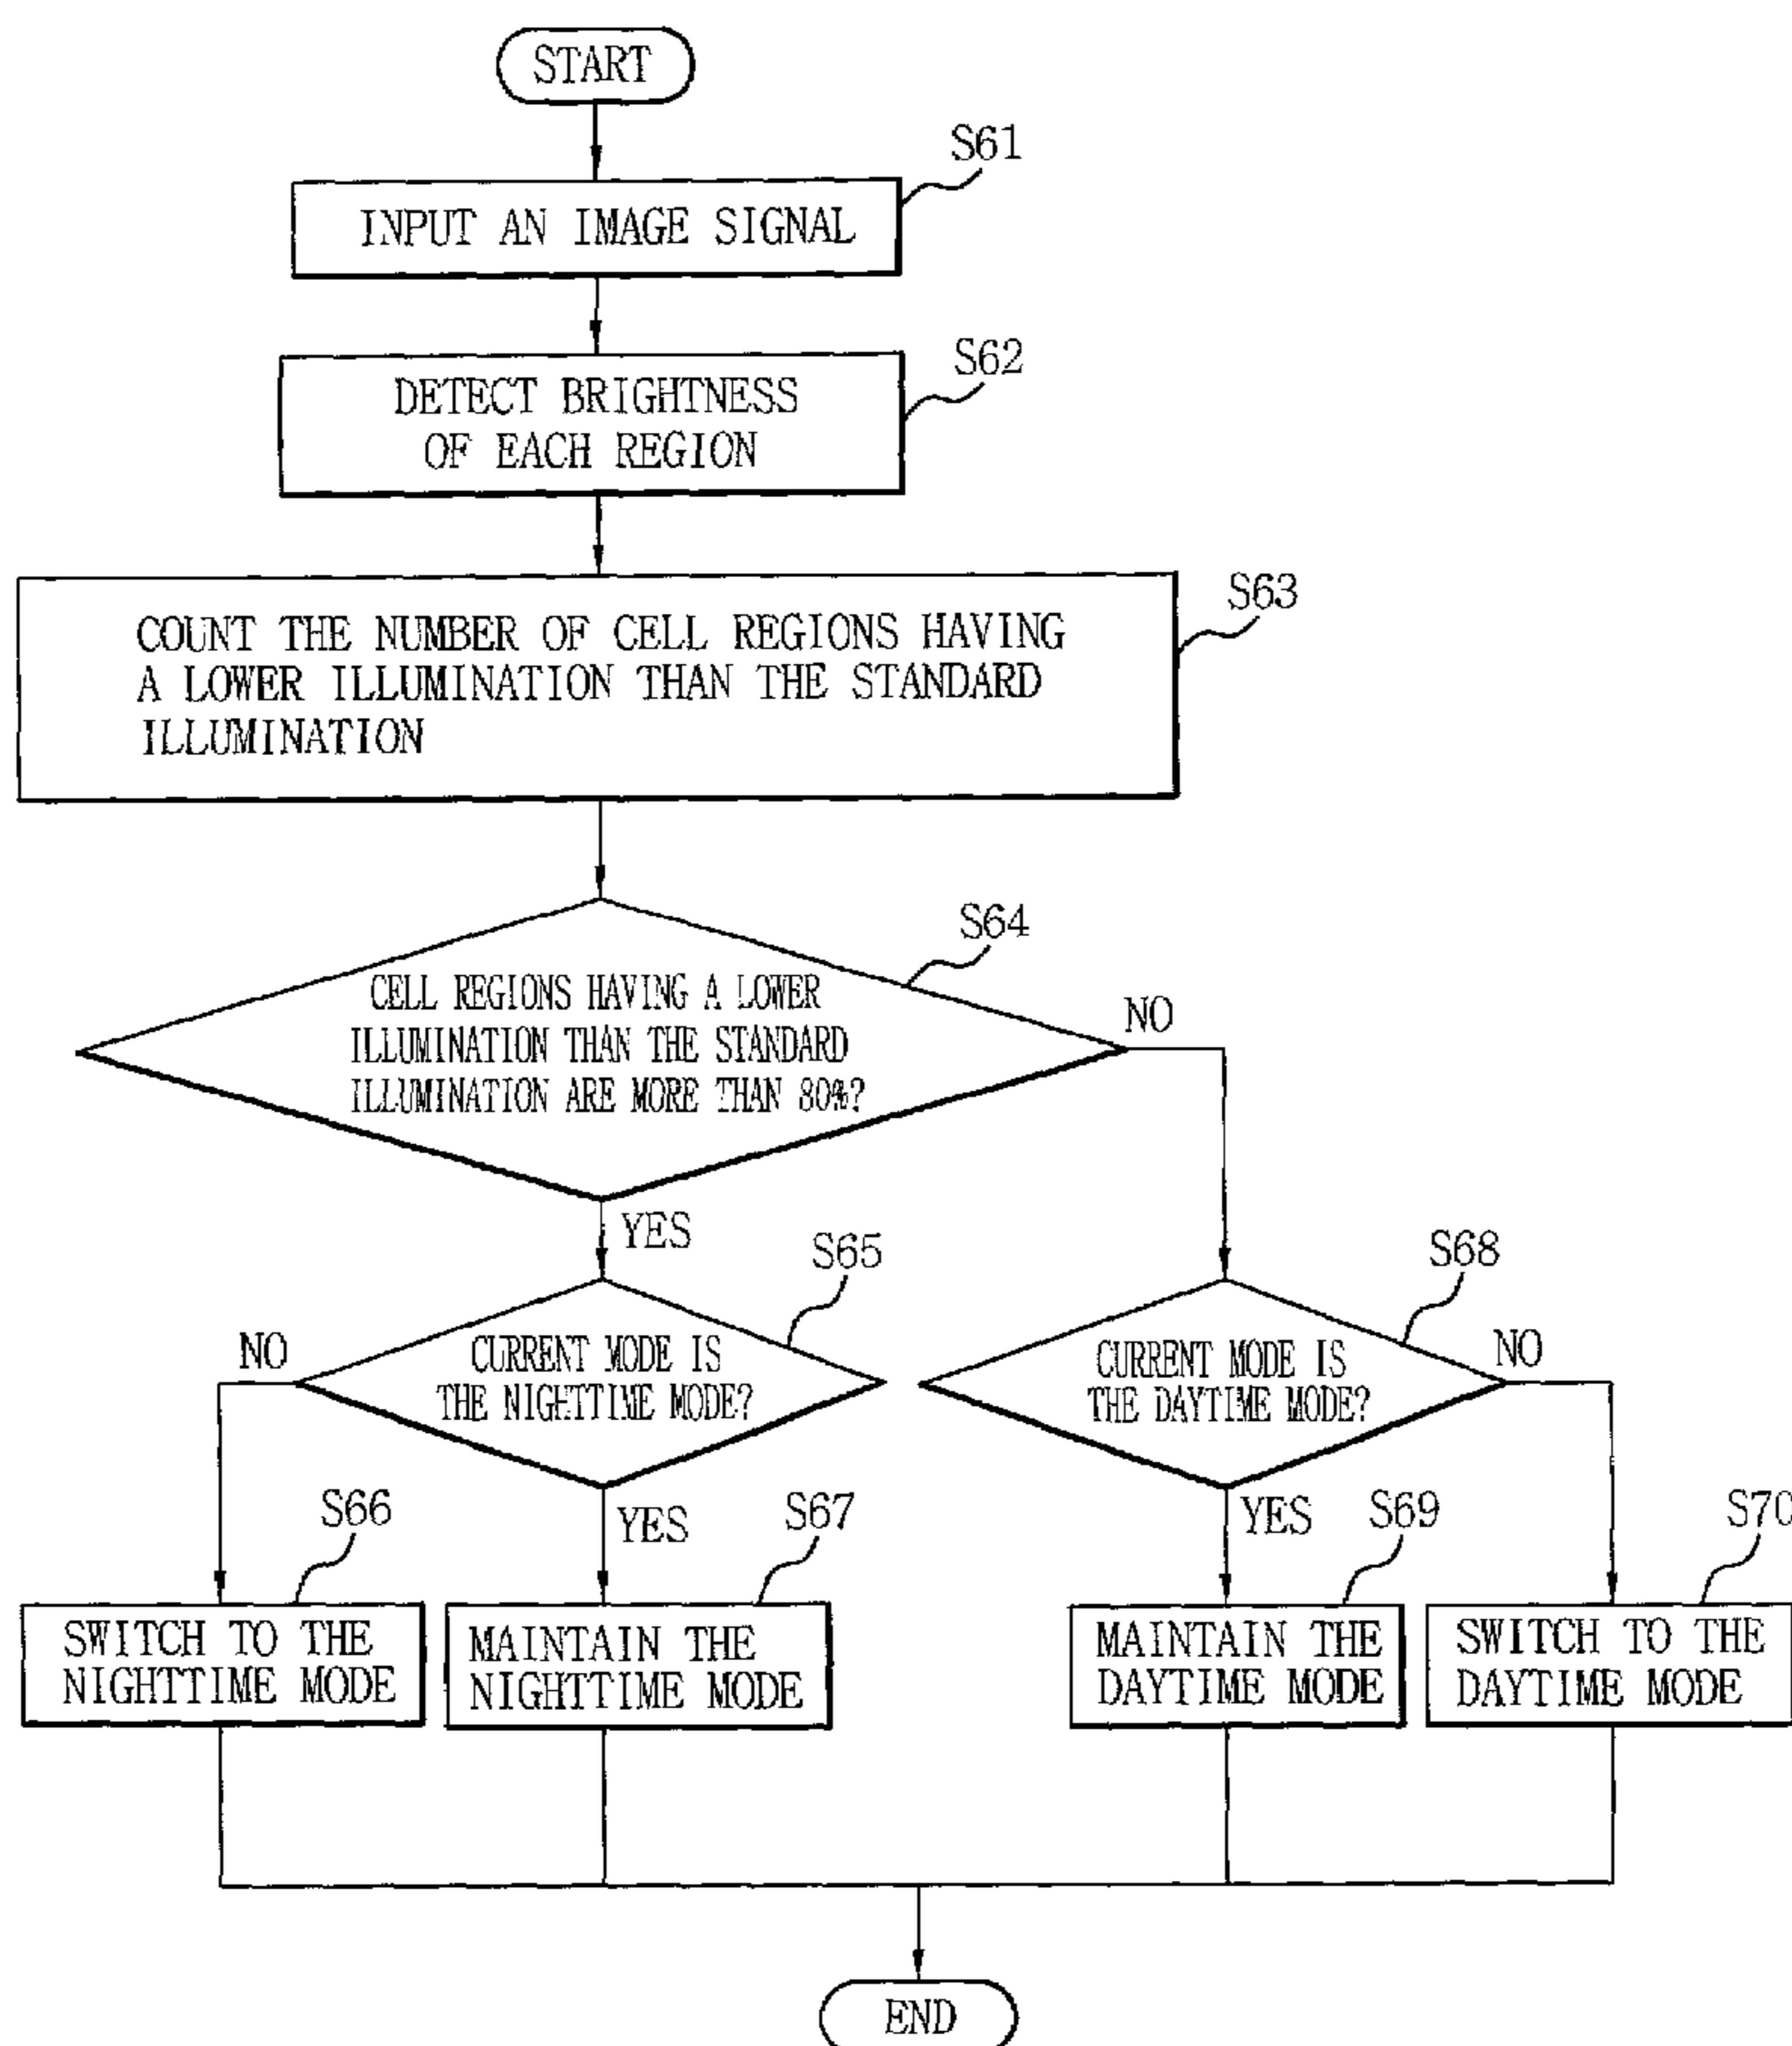 START
S61
INPUT AN IMAGE SIGNAL
S62
DETECT BRIGHTNESS
OF EACH REGION
S63
COUNT THE NUMBER OF CELL REGIONS HAVING
A LOWER ILLUMINATION THAN THE STANDARD
ILLUMINATION
S64
CELL REGIONS HAVING A LOWER
ILLUMINATION THAN THE STANDARD
ILLUMINATION ARE MORE THAN 80%?
NO
YES
S65
S68
NO
CURRENT MODE IS
THE NIGHTTIME MODE?
CURRENT MODE IS
THE DAYTIME MODE?
NO
S66
YES
S67
YES
S69
S70
SWITCH TO THE
NIGHTTIME MODE
MAINTAIN THE
NIGHTTIME MODE
MAINTAIN THE
DAYTIME MODE
SWITCH TO THE
DAYTIME MODE
END